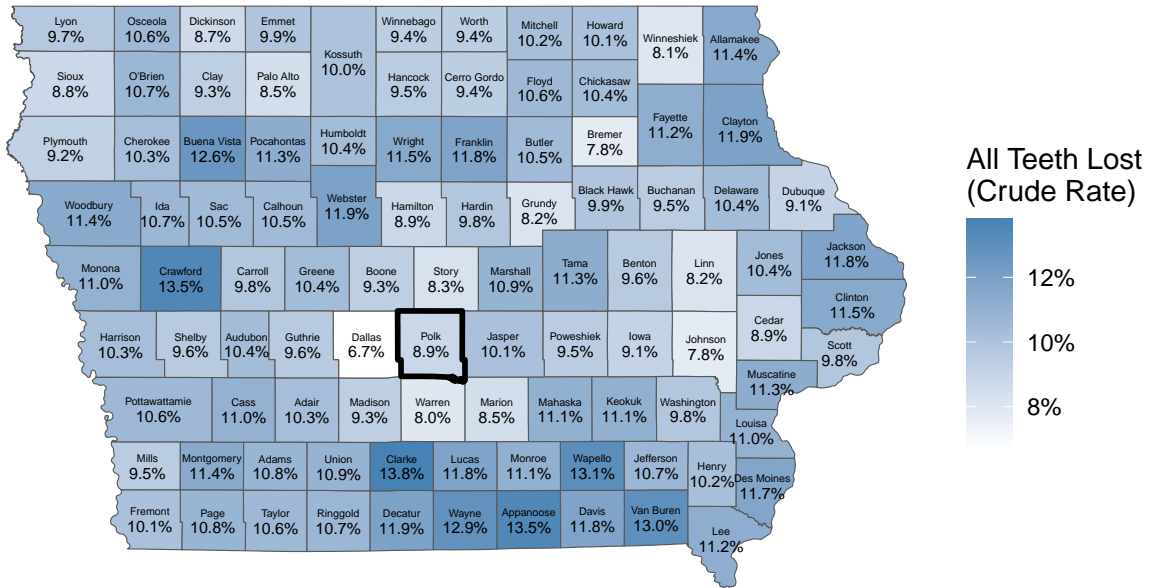 Lyon
9.7%
Osceola
10.6%
Dickinson
8.7%
Emmet
9.9%
Kossuth
10.0%
Winnebago
9.4%
Worth
9.4%
Mitchell
10.2%
Howard
10.1%
Winneshiek
8.1%
Allamakee
11.4%
Sioux
8.8%
O'Brien
10.7%
Clay
9.3%
Palo Alto
8.5%
Hancock
9.5%
Cerro Gordo
9.4%
Floyd
10.6%
Chickasaw
10.4%
Fayette
11.2%
Clayton
11.9%
Plymouth
9.2%
Cherokee
10.3%
Buena Vista
12.6%
Pocahontas
11.3%
Humboldt
10.4%
Wright
11.5%
Franklin
11.8%
Butler
10.5%
Bremer
7.8%
Woodbury
11.4%
Ida
10.7%
Sac
10.5%
Calhoun
10.5%
Webster
11.9%
Hamilton
8.9%
Hardin
9.8%
Grundy
8.2%
Black Hawk
9.9%
Buchanan
9.5%
Delaware
10.4%
Dubuque
9.1%
Monona
11.0%
Crawford
13.5%
Carroll
9.8%
Greene
10.4%
Boone
9.3%
Story
8.3%
Marshall
10.9%
Tama
11.3%
Benton
9.6%
Linn
8.2%
Jones
10.4%
Jackson
11.8%
Clinton
11.5%
Harrison
10.3%
Shelby
9.6%
Audubon
10.4%
Guthrie
9.6%
Dallas
6.7%
Polk
8.9%
Jasper
10.1%
Poweshiek
9.5%
Iowa
9.1%
Johnson
7.8%
Cedar
8.9%
Scott
9.8%
Muscatine
11.3%
Pottawattamie
10.6%
Cass
11.0%
Adair
10.3%
Madison
9.3%
Warren
8.0%
Marion
8.5%
Mahaska
11.1%
Keokuk
11.1%
Washington
9.8%
Louisa
11.0%
Mills
9.5%
Montgomery
11.4%
Adams
10.8%
Union
10.9%
Clarke
13.8%
Lucas
11.8%
Monroe
11.1%
Wapello
13.1%
Jefferson
10.7%
Henry
10.2%
Des Moines
11.7%
Fremont
10.1%
Page
10.8%
Taylor
10.6%
Ringgold
10.7%
Decatur
11.9%
Wayne
12.9%
Appanoose
13.5%
Davis
11.8%
Van Buren
13.0%
Lee
11.2%
All Teeth Lost
(Crude Rate)
12%
10%
8%